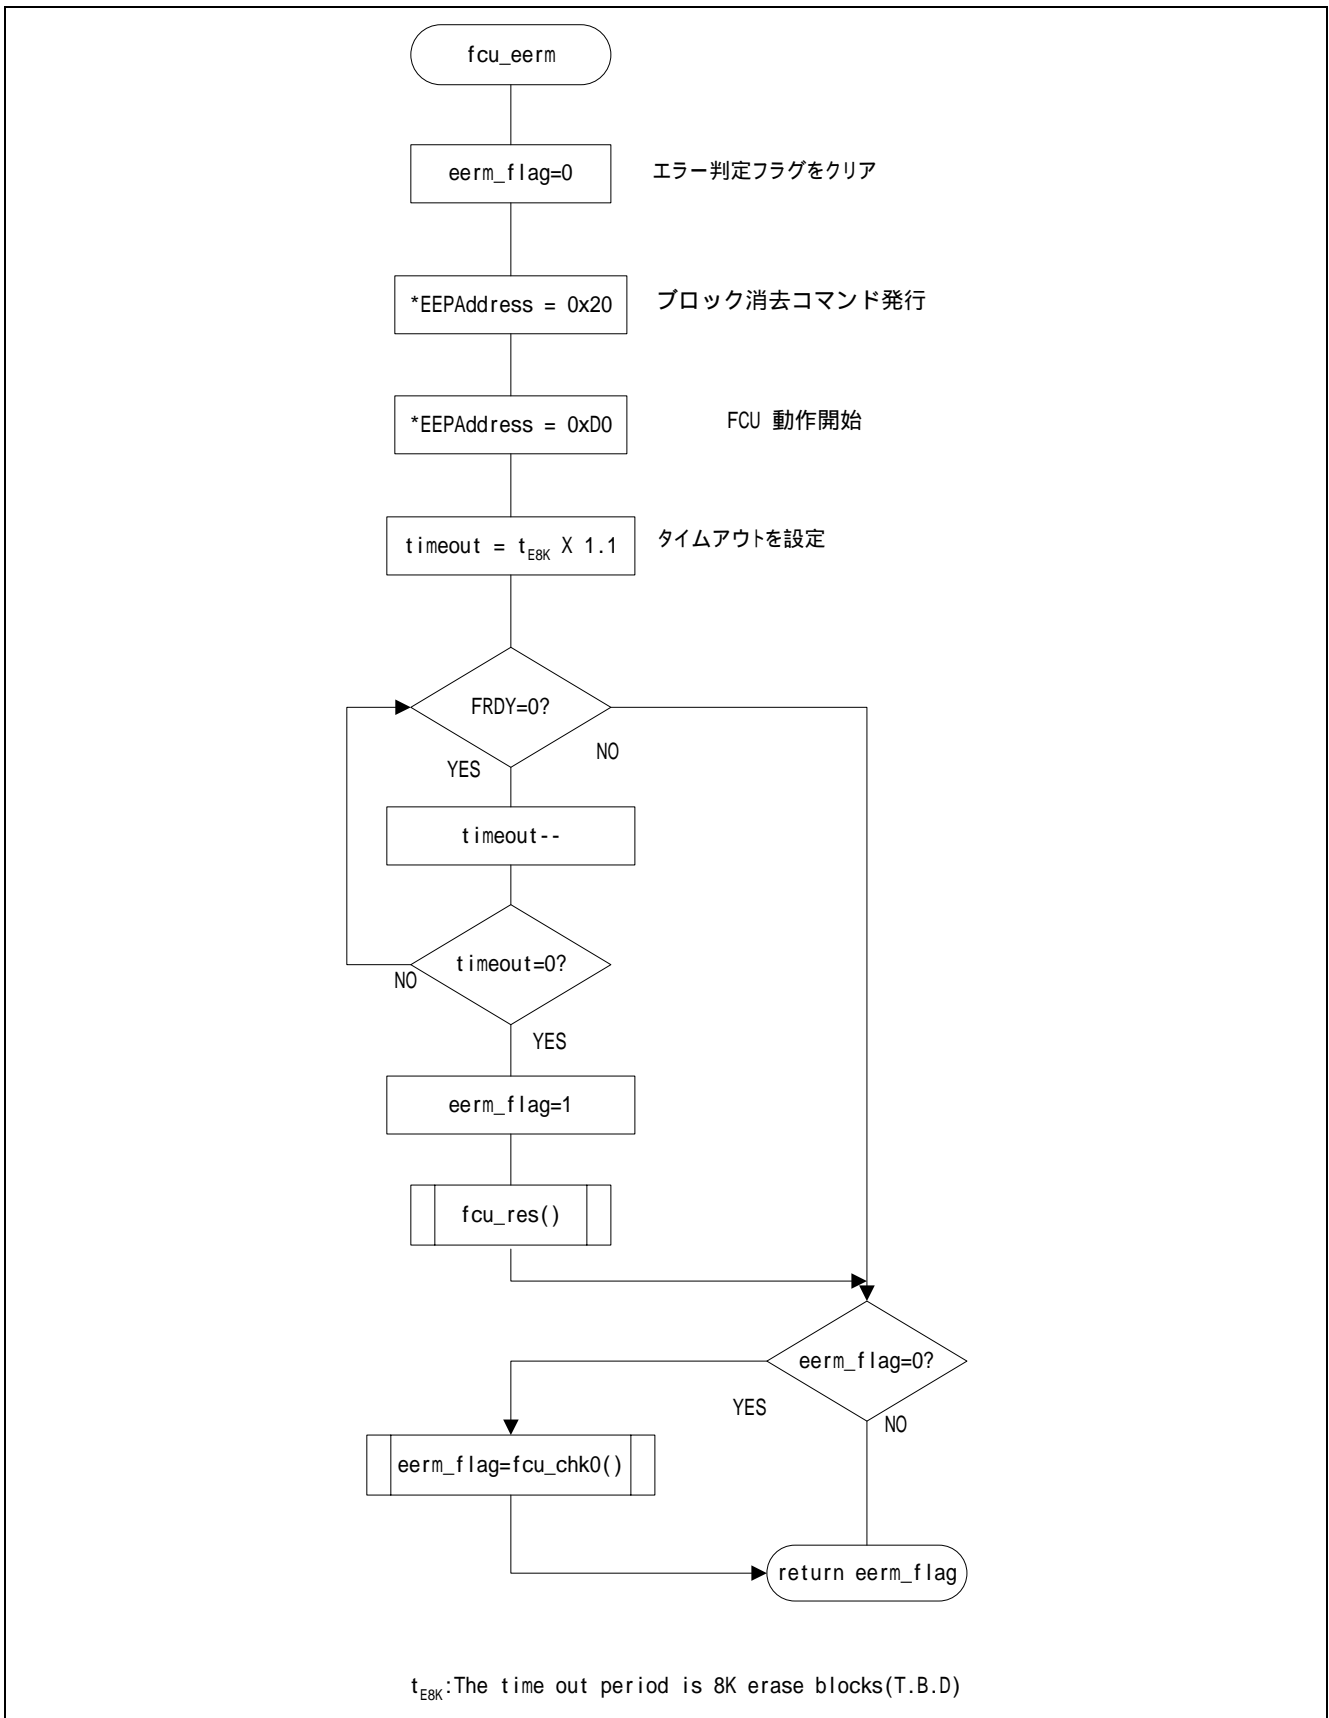 fcu_eerm
eerm_flag=0
エラー判定フラグをクリア
*EEPAddress = 0x20
ブロック消去コマンド発行
*EEPAddress = 0xD0
FCU 動作開始
timeout = tE8K X 1.1
タイムアウトを設定
FRDY=0?
NO
YES
timeout--
timeout=0?
NO
YES
eerm_flag=1
fcu_res()
eerm_flag=0?
YES
NO
eerm_flag=fcu_chk0()
return eerm_flag
tE8K:The time out period is 8K erase blocks(T.B.D)